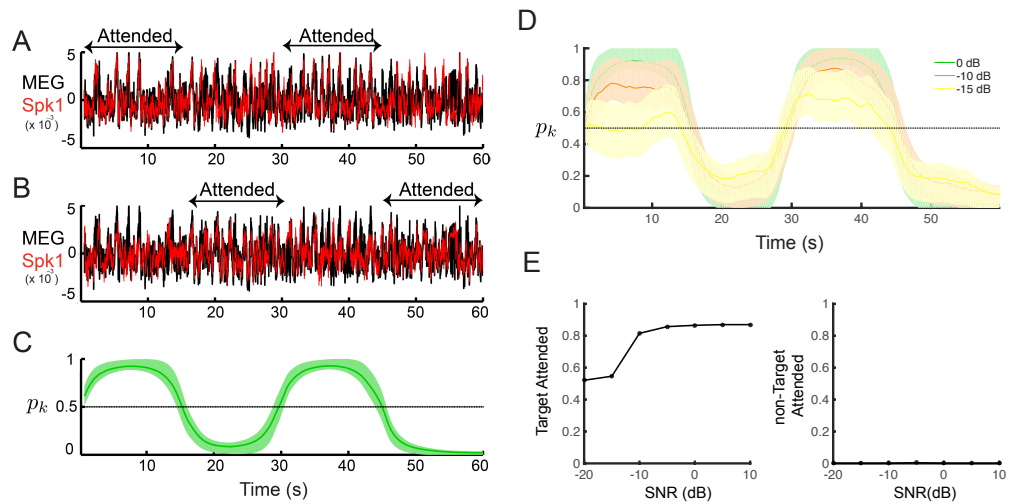 A
Attended
Attended
MEG
Spk1
(x 10⁻³)
5
0
-5
10
20
30
40
50
60
B
Attended
Attended
MEG
Spk1
(x 10⁻³)
5
0
-5
10
20
30
40
50
60
C
p_k
1
0.5
0
10
20
30
40
50
60
Time (s)
D
p_k
1
0.8
0.6
0.4
0.2
0
10
20
30
40
50
Time (s)
0 dB
-10 dB
-15 dB
E
Target Attended
1
0.8
0.6
0.4
0.2
0
-20
-10
0
10
SNR (dB)
non-Target
Attended
1
0.8
0.6
0.4
0.2
0
-20
-10
0
10
SNR(dB)